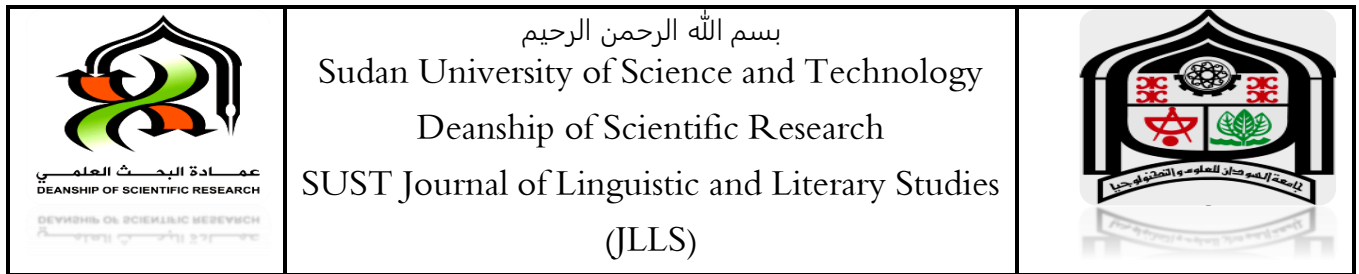 عمادة البحث العلمي
DEANSHIP OF SCIENTIFIC RESEARCH
بسم الله الرحمن الرحيم
Sudan University of Science and Technology
Deanship of Scientific Research
SUST Journal of Linguistic and Literary Studies
(JLLS)
جامعة السودان للعلوم والتكنولوجيا